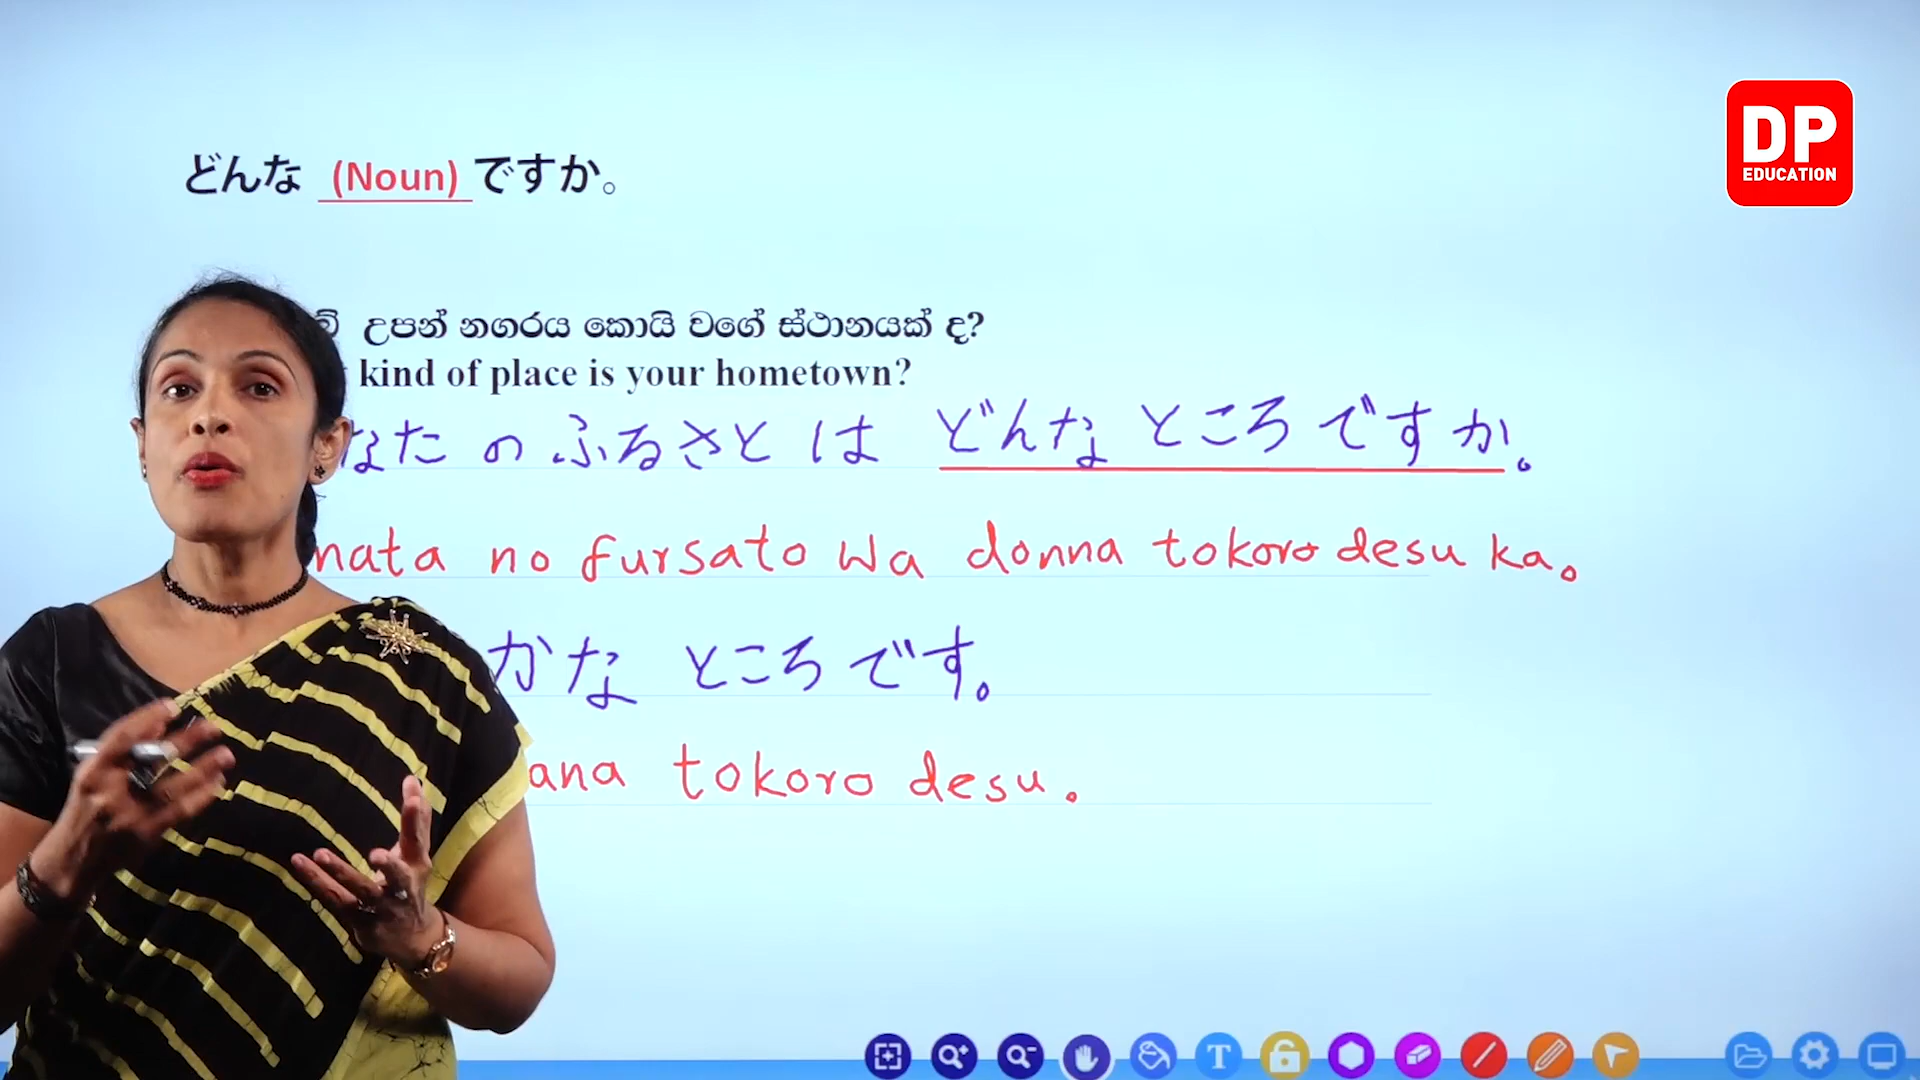 DP
EDUCATION
どんな (Noun) ですか。
උපන් නගරය කොයි වගේ ස්ථානයක් ද?
kind of place is your hometown?
なた の ふるさと は どんな ところ ですか。
nata no fursato wa donna tokoro desu ka.
かな ところ です。
ana tokoro desu.
T